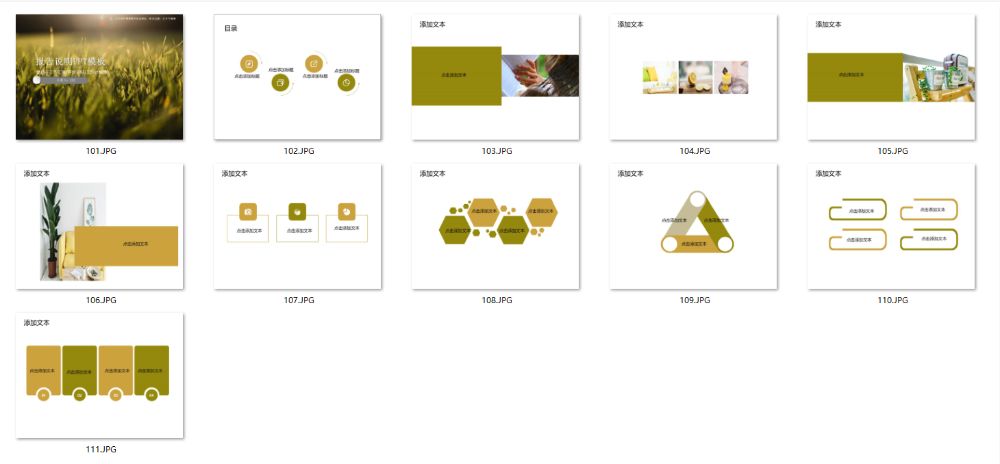 报告说明PPT模板
101.JPG
目录
点击添加标题
点击添加标题
点击添加标题
点击添加标题
102.JPG
添加文本
点击添加文本
103.JPG
添加文本
104.JPG
添加文本
点击添加文本
105.JPG
添加文本
点击添加文本
106.JPG
添加文本
点击添加文本
点击添加文本
点击添加文本
107.JPG
添加文本
点击添加文本
点击添加文本
点击添加文本
点击添加文本
108.JPG
添加文本
点击添加文本
点击添加文本
点击添加文本
109.JPG
添加文本
点击添加文本
点击添加文本
点击添加文本
点击添加文本
110.JPG
添加文本
点击添加文本
点击添加文本
点击添加文本
点击添加文本
01
02
03
04
111.JPG